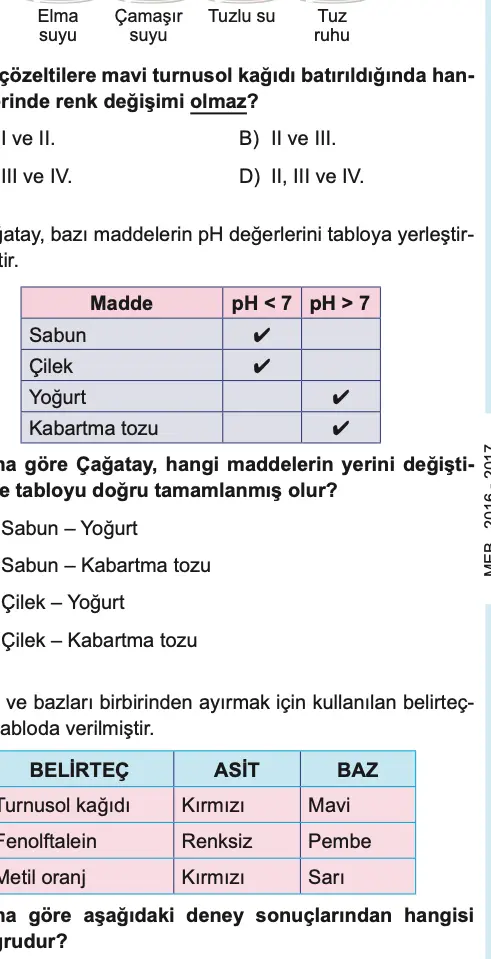 Elma suyu
Çamaşır suyu
Tuzlu su
Tuz ruhu
çözeltilere mavi turnusol kağıdı batırıldığında han-
erinde renk değişimi olmaz?
I ve II.
B) II ve III.
III ve IV.
D) II, III ve IV.
ğatay, bazı maddelerin pH değerlerini tabloya yerleştir-
tir.
Madde pH < 7 pH > 7
Sabun ✔
Çilek ✔
Yoğurt ✔
Kabartma tozu ✔
na göre Çağatay, hangi maddelerin yerini değişti-
e tabloyu doğru tamamlanmış olur?
Sabun – Yoğurt
Sabun – Kabartma tozu
Çilek – Yoğurt
Çilek – Kabartma tozu
ve bazları birbirinden ayırmak için kullanılan belirteç-
abloda verilmiştir.
BELİRTEÇ ASİT BAZ
Turnusol kağıdı Kırmızı Mavi
Fenolftalein Renksiz Pembe
Metil oranj Kırmızı Sarı
na göre aşağıdaki deney sonuçlarından hangisi
ğrudur?
MEB 2016 - 2017